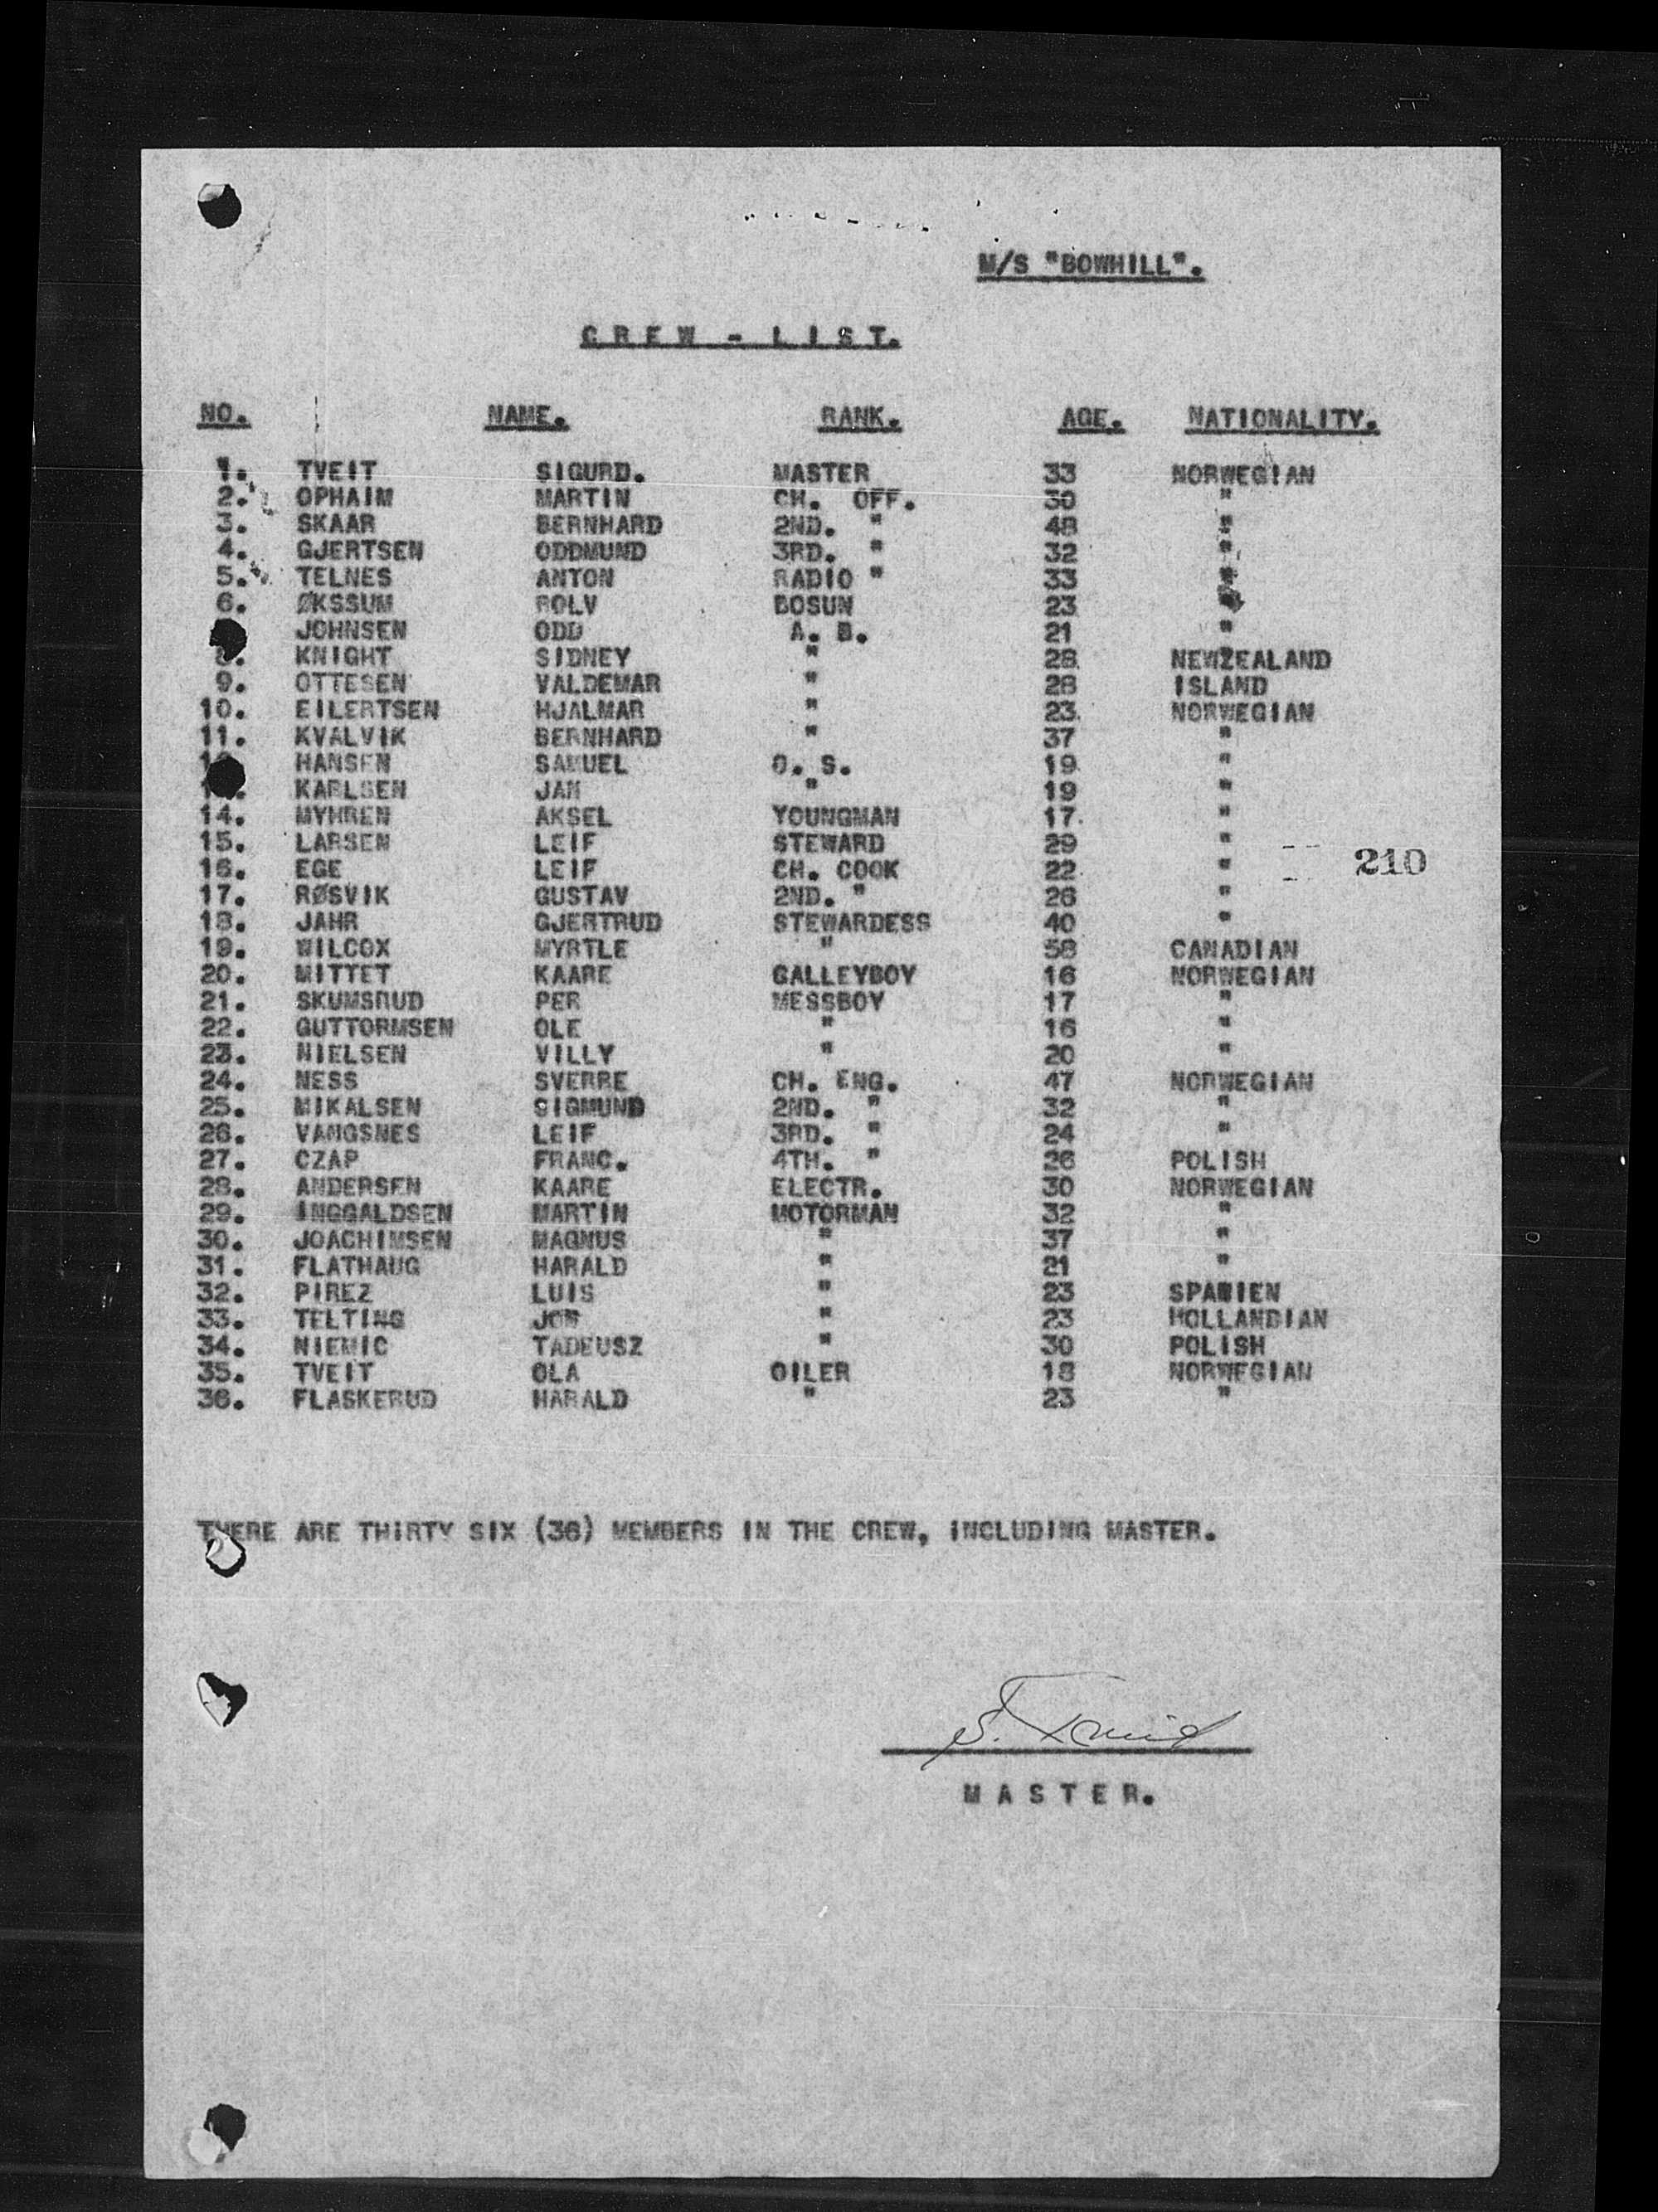 M/S "BOWHILL".
CREW - LIST.
NO. NAME. RANK. AGE. NATIONALITY.
1. TVEIT SIGURD. MASTER 33 NORWEGIAN
2. OPHAIM MARTIN CH. OFF. 30 "
3. SKAAR BERNHARD 2ND. " 48 "
4. GJERTSEN ODDMUND 3RD. " 32 "
5. TELNES ANTON RADIO " 33 "
6. ØKSSUM ROLV BOSUN 23 "
JOHNSEN ODD A. B. 21 "
8. KNIGHT SIDNEY " 28 NEWZEALAND
9. OTTESEN VALDEMAR " 28 ISLAND
10. EILERTSEN HJALMAR " 23 NORWEGIAN
11. KVALVIK BERNHARD " 37 "
HANSEN SAMUEL O. S. 19 "
KARLSEN JAN " 19 "
14. MYHREN AKSEL YOUNGMAN 17 "
15. LARSEN LEIF STEWARD 29 "
16. EGE LEIF CH. COOK 22 " 210
17. RØSVIK GUSTAV 2ND. " 26 "
18. JAHR GJERTRUD STEWARDESS 40 "
19. WILCOX MYRTLE " 58 CANADIAN
20. MITTET KAARE GALLEYBOY 16 NORWEGIAN
21. SKUMSRUD PER MESSBOY 17 "
22. GUTTORMSEN OLE " 16 "
23. NIELSEN VILLY " 20 "
24. NESS SVERRE CH. ENG. 47 NORWEGIAN
25. MIKALSEN SIGMUND 2ND. " 32 "
26. VANGSNES LEIF 3RD. " 24 "
27. CZAP FRANC. 4TH. " 26 POLISH
28. ANDERSEN KAARE ELECTR. 30 NORWEGIAN
29. INGGALDSEN MARTIN MOTORMAN 32 "
30. JOACHIMSEN MAGNUS " 37 "
31. FLATHAUG HARALD " 21 "
32. PIREZ LUIS " 23 SPANIEN
33. TELTING JON " 23 HOLLANDIAN
34. NIEMIC TADEUSZ " 30 POLISH
35. TVEIT OLA OILER 18 NORWEGIAN
36. FLASKERUD HARALD " 23 "
THERE ARE THIRTY SIX (36) MEMBERS IN THE CREW, INCLUDING MASTER.
S. Tveit
MASTER.